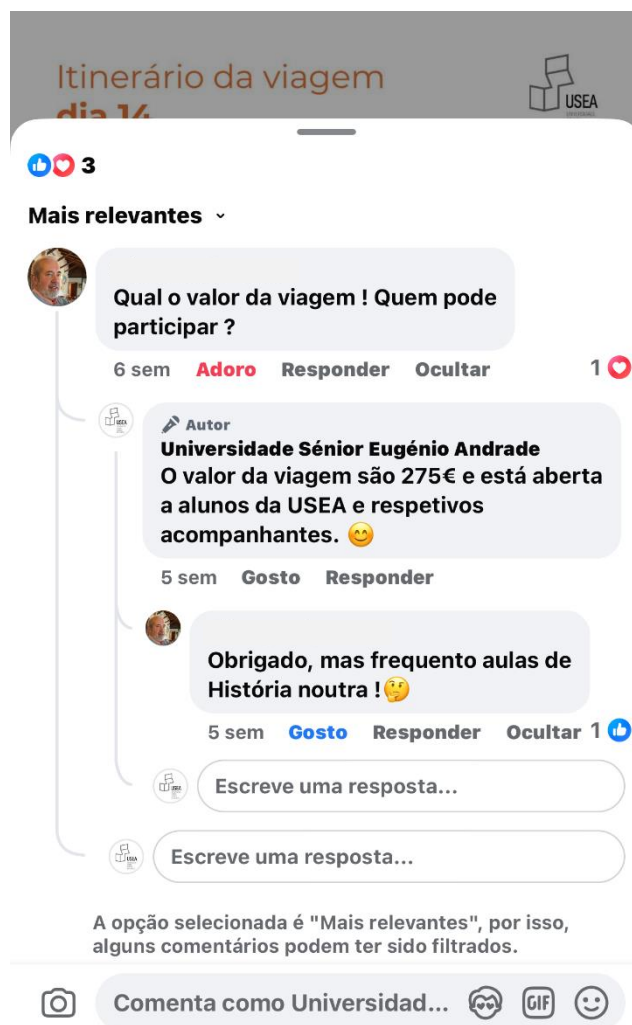 Itinerário da viagem
dia 14
USEA
3
Mais relevantes
Qual o valor da viagem ! Quem pode
participar ?
6 sem Adoro Responder Ocultar 1
Autor
Universidade Sénior Eugénio Andrade
O valor da viagem são 275€ e está aberta
a alunos da USEA e respetivos
acompanhantes. 😊
5 sem Gosto Responder
Obrigado, mas frequento aulas de
História noutra !🤔
5 sem Gosto Responder Ocultar 1
Escreve uma resposta...
Escreve uma resposta...
A opção selecionada é "Mais relevantes", por isso,
alguns comentários podem ter sido filtrados.
Comenta como Universidad...
GIF